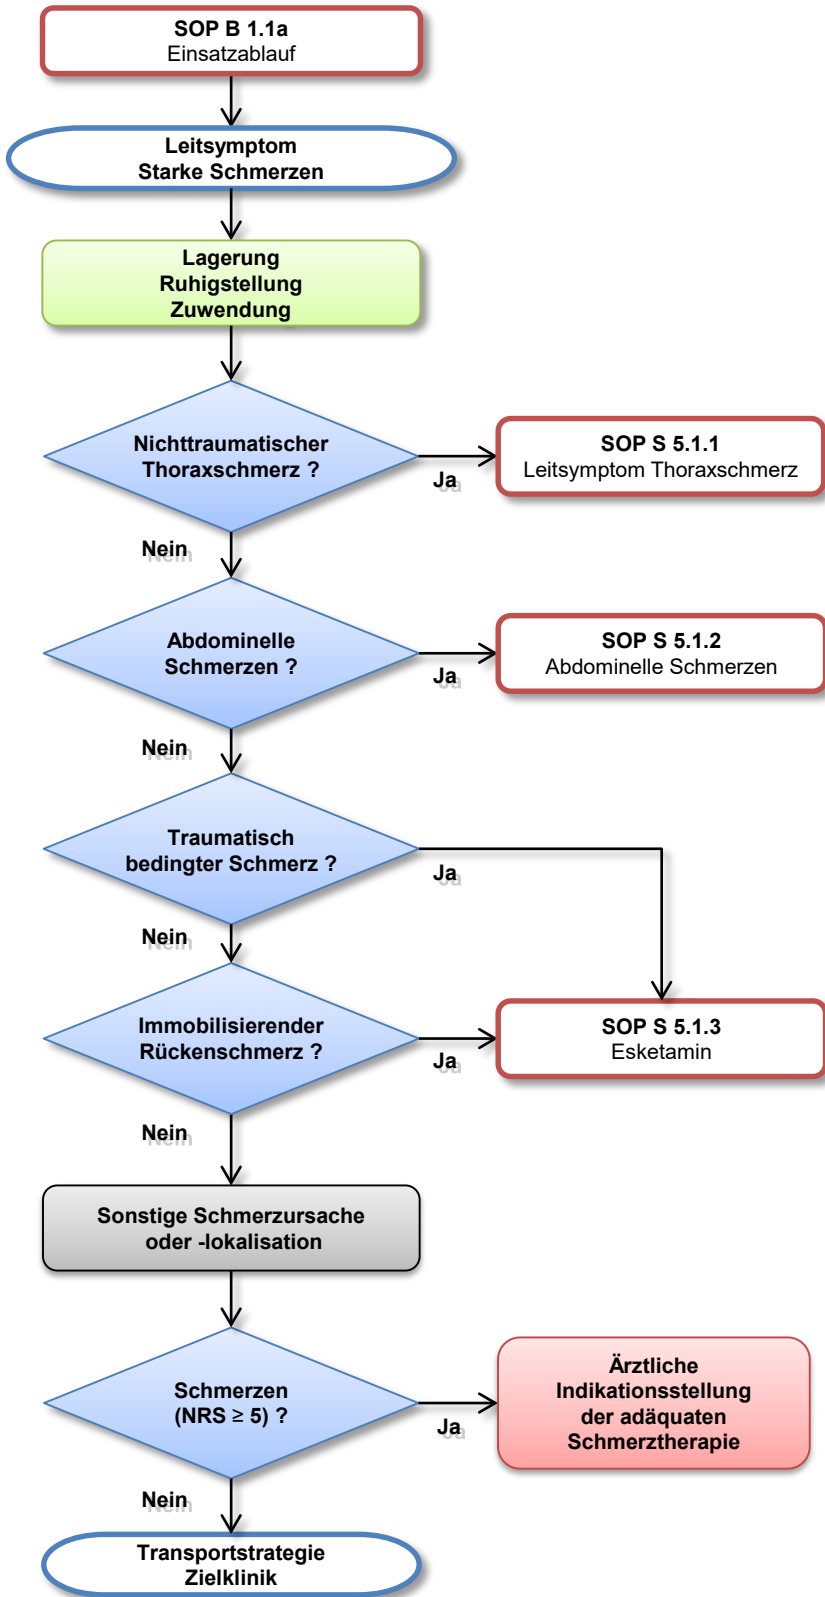 SOP B 1.1a
Einsatzablauf
Leitsymptom
Starke Schmerzen
Lagerung
Ruhigstellung
Zuwendung
Nichttraumatischer
Thoraxschmerz ?
Ja
SOP S 5.1.1
Leitsymptom Thoraxschmerz
Nein
Abdominelle
Schmerzen ?
Ja
SOP S 5.1.2
Abdominelle Schmerzen
Nein
Traumatisch
bedingter Schmerz ?
Ja
Nein
Immobilisierender
Rückenschmerz ?
Ja
SOP S 5.1.3
Esketamin
Nein
Sonstige Schmerzursache
oder -lokalisation
Schmerzen
(NRS ≥ 5) ?
Ja
Ärztliche
Indikationsstellung
der adäquaten
Schmerztherapie
Nein
Transportstrategie
Zielklinik